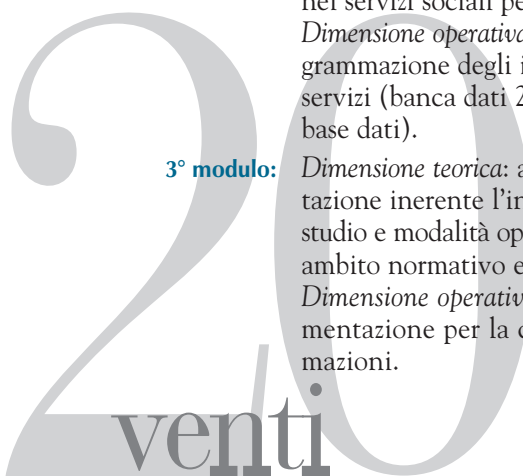 nei servizi sociali pe
Dimensione operativa
grammazione degli i
servizi (banca dati 2
base dati).
3° modulo: Dimensione teorica: a
tazione inerente l'in
studio e modalità op
ambito normativo e
Dimensione operativ
mentazione per la c
mazioni.
20
venti